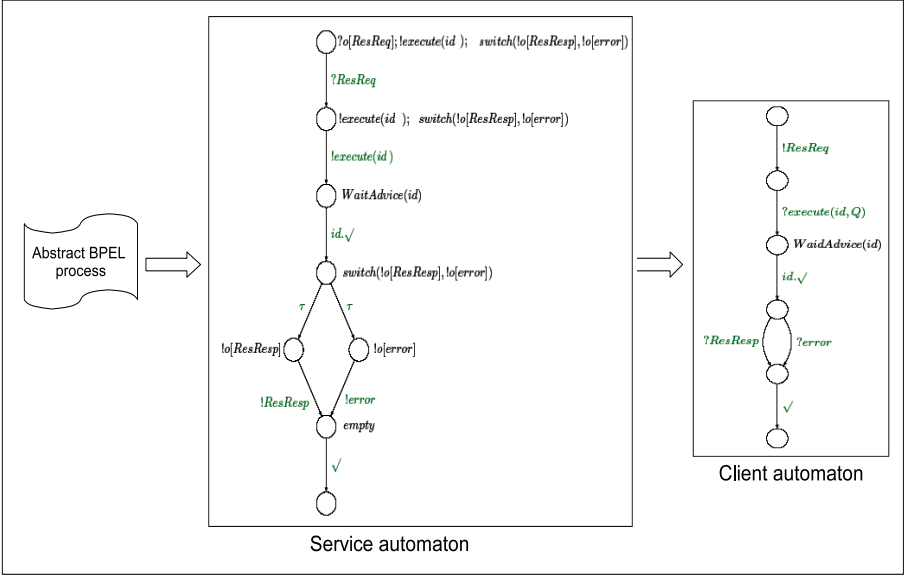 ?o[ResReq]; !execute(id ); switch(!o[ResResp], !o[error])
?ResReq
!execute(id ); switch(!o[ResResp], !o[error])
!execute(id)
WaitAdvice(id)
id.√
switch(!o[ResResp], !o[error])
τ τ
!o[ResResp] !o[error]
!ResResp !error
empty
√
Service automaton
Abstract BPEL
process
!ResReq
?execute(id, Q)
WaidAdvice(id)
id.√
?ResResp ?error
√
Client automaton